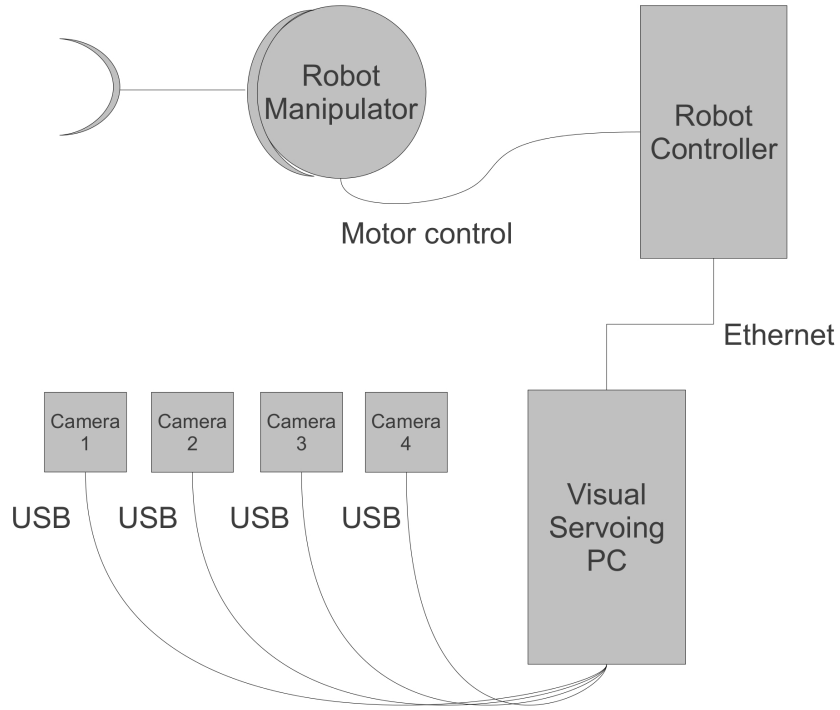 Robot
Manipulator
Robot
Controller
Motor control
Ethernet
Camera
1
Camera
2
Camera
3
Camera
4
USB
USB
USB
USB
Visual
Servoing
PC